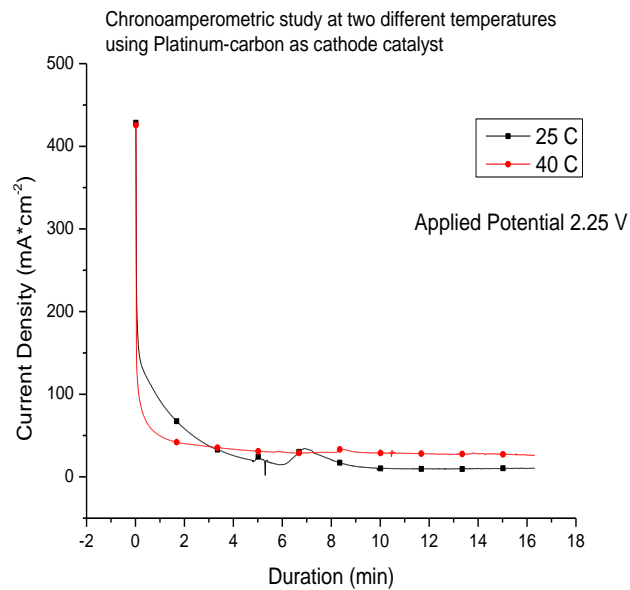 Chronoamperometric study at two different temperatures
using Platinum-carbon as cathode catalyst
500
400
300
200
100
0
-2
0
2
4
6
8
10
12
14
16
18
Current Density (mA*cm-2)
Duration (min)
25 C
40 C
Applied Potential 2.25 V